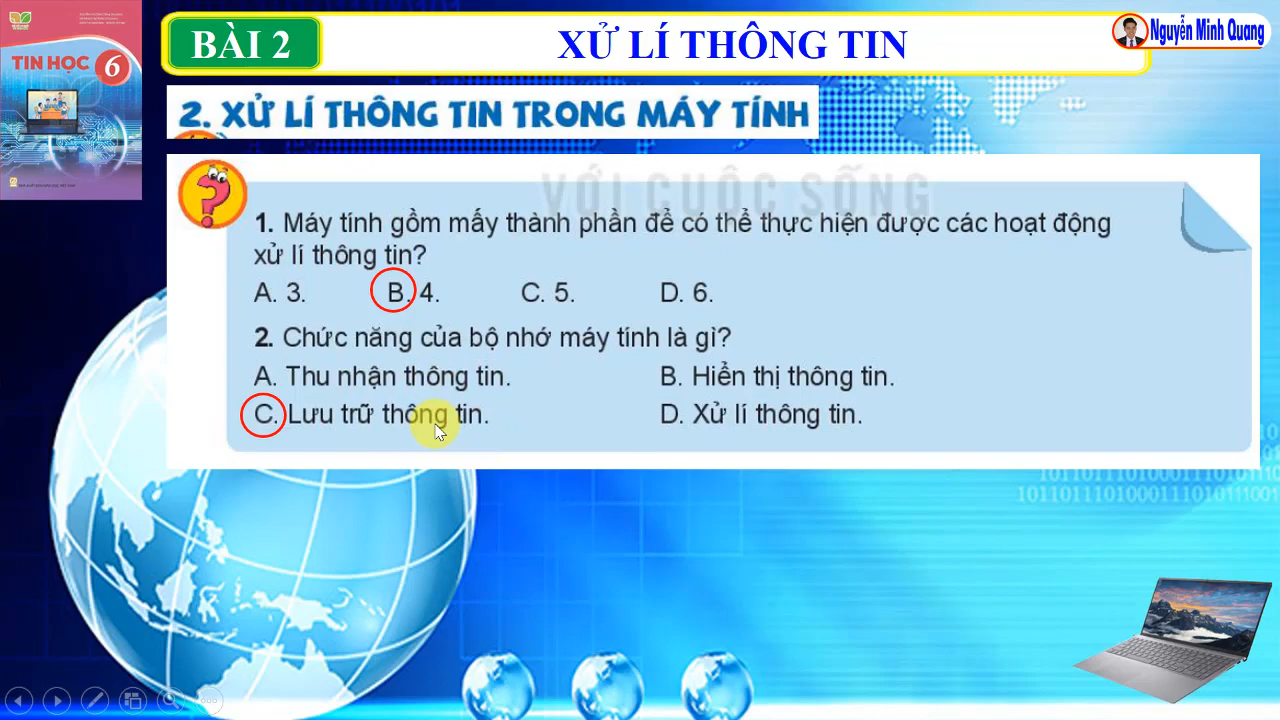 TIN HỌC 6
BÀI 2
XỬ LÍ THÔNG TIN
Nguyễn Minh Quang
2. XỬ LÍ THÔNG TIN TRONG MÁY TÍNH
VỚI CUỘC SỐNG
1. Máy tính gồm mấy thành phần để có thể thực hiện được các hoạt động
xử lí thông tin?
A. 3. B. 4. C. 5. D. 6.
2. Chức năng của bộ nhớ máy tính là gì?
A. Thu nhận thông tin. B. Hiển thị thông tin.
C. Lưu trữ thông tin. D. Xử lí thông tin.